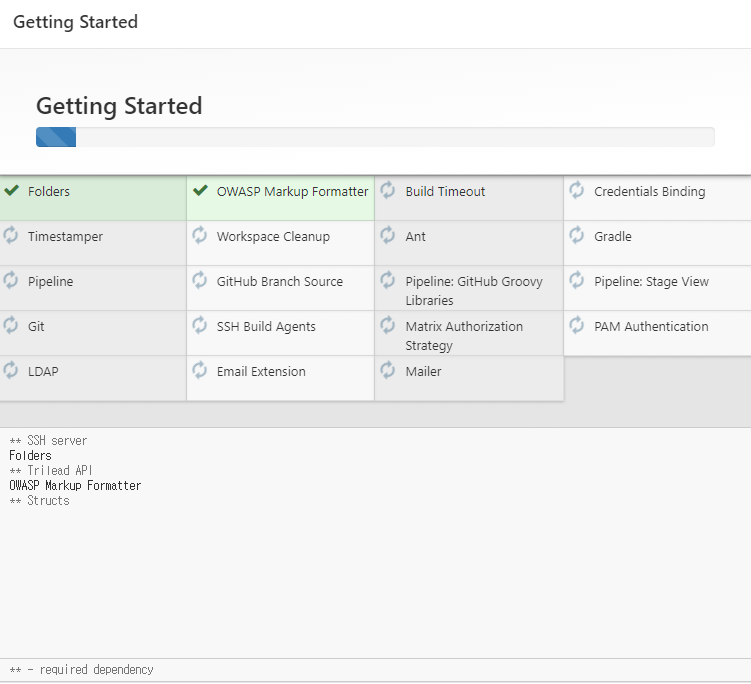 Getting Started
Getting Started
Folders
OWASP Markup Formatter
Build Timeout
Credentials Binding
Timestamper
Workspace Cleanup
Ant
Gradle
Pipeline
GitHub Branch Source
Pipeline: GitHub Groovy
Libraries
Pipeline: Stage View
Git
SSH Build Agents
Matrix Authorization
Strategy
PAM Authentication
LDAP
Email Extension
Mailer
** SSH server
Folders
** Trilead API
OWASP Markup Formatter
** Structs
** - required dependency